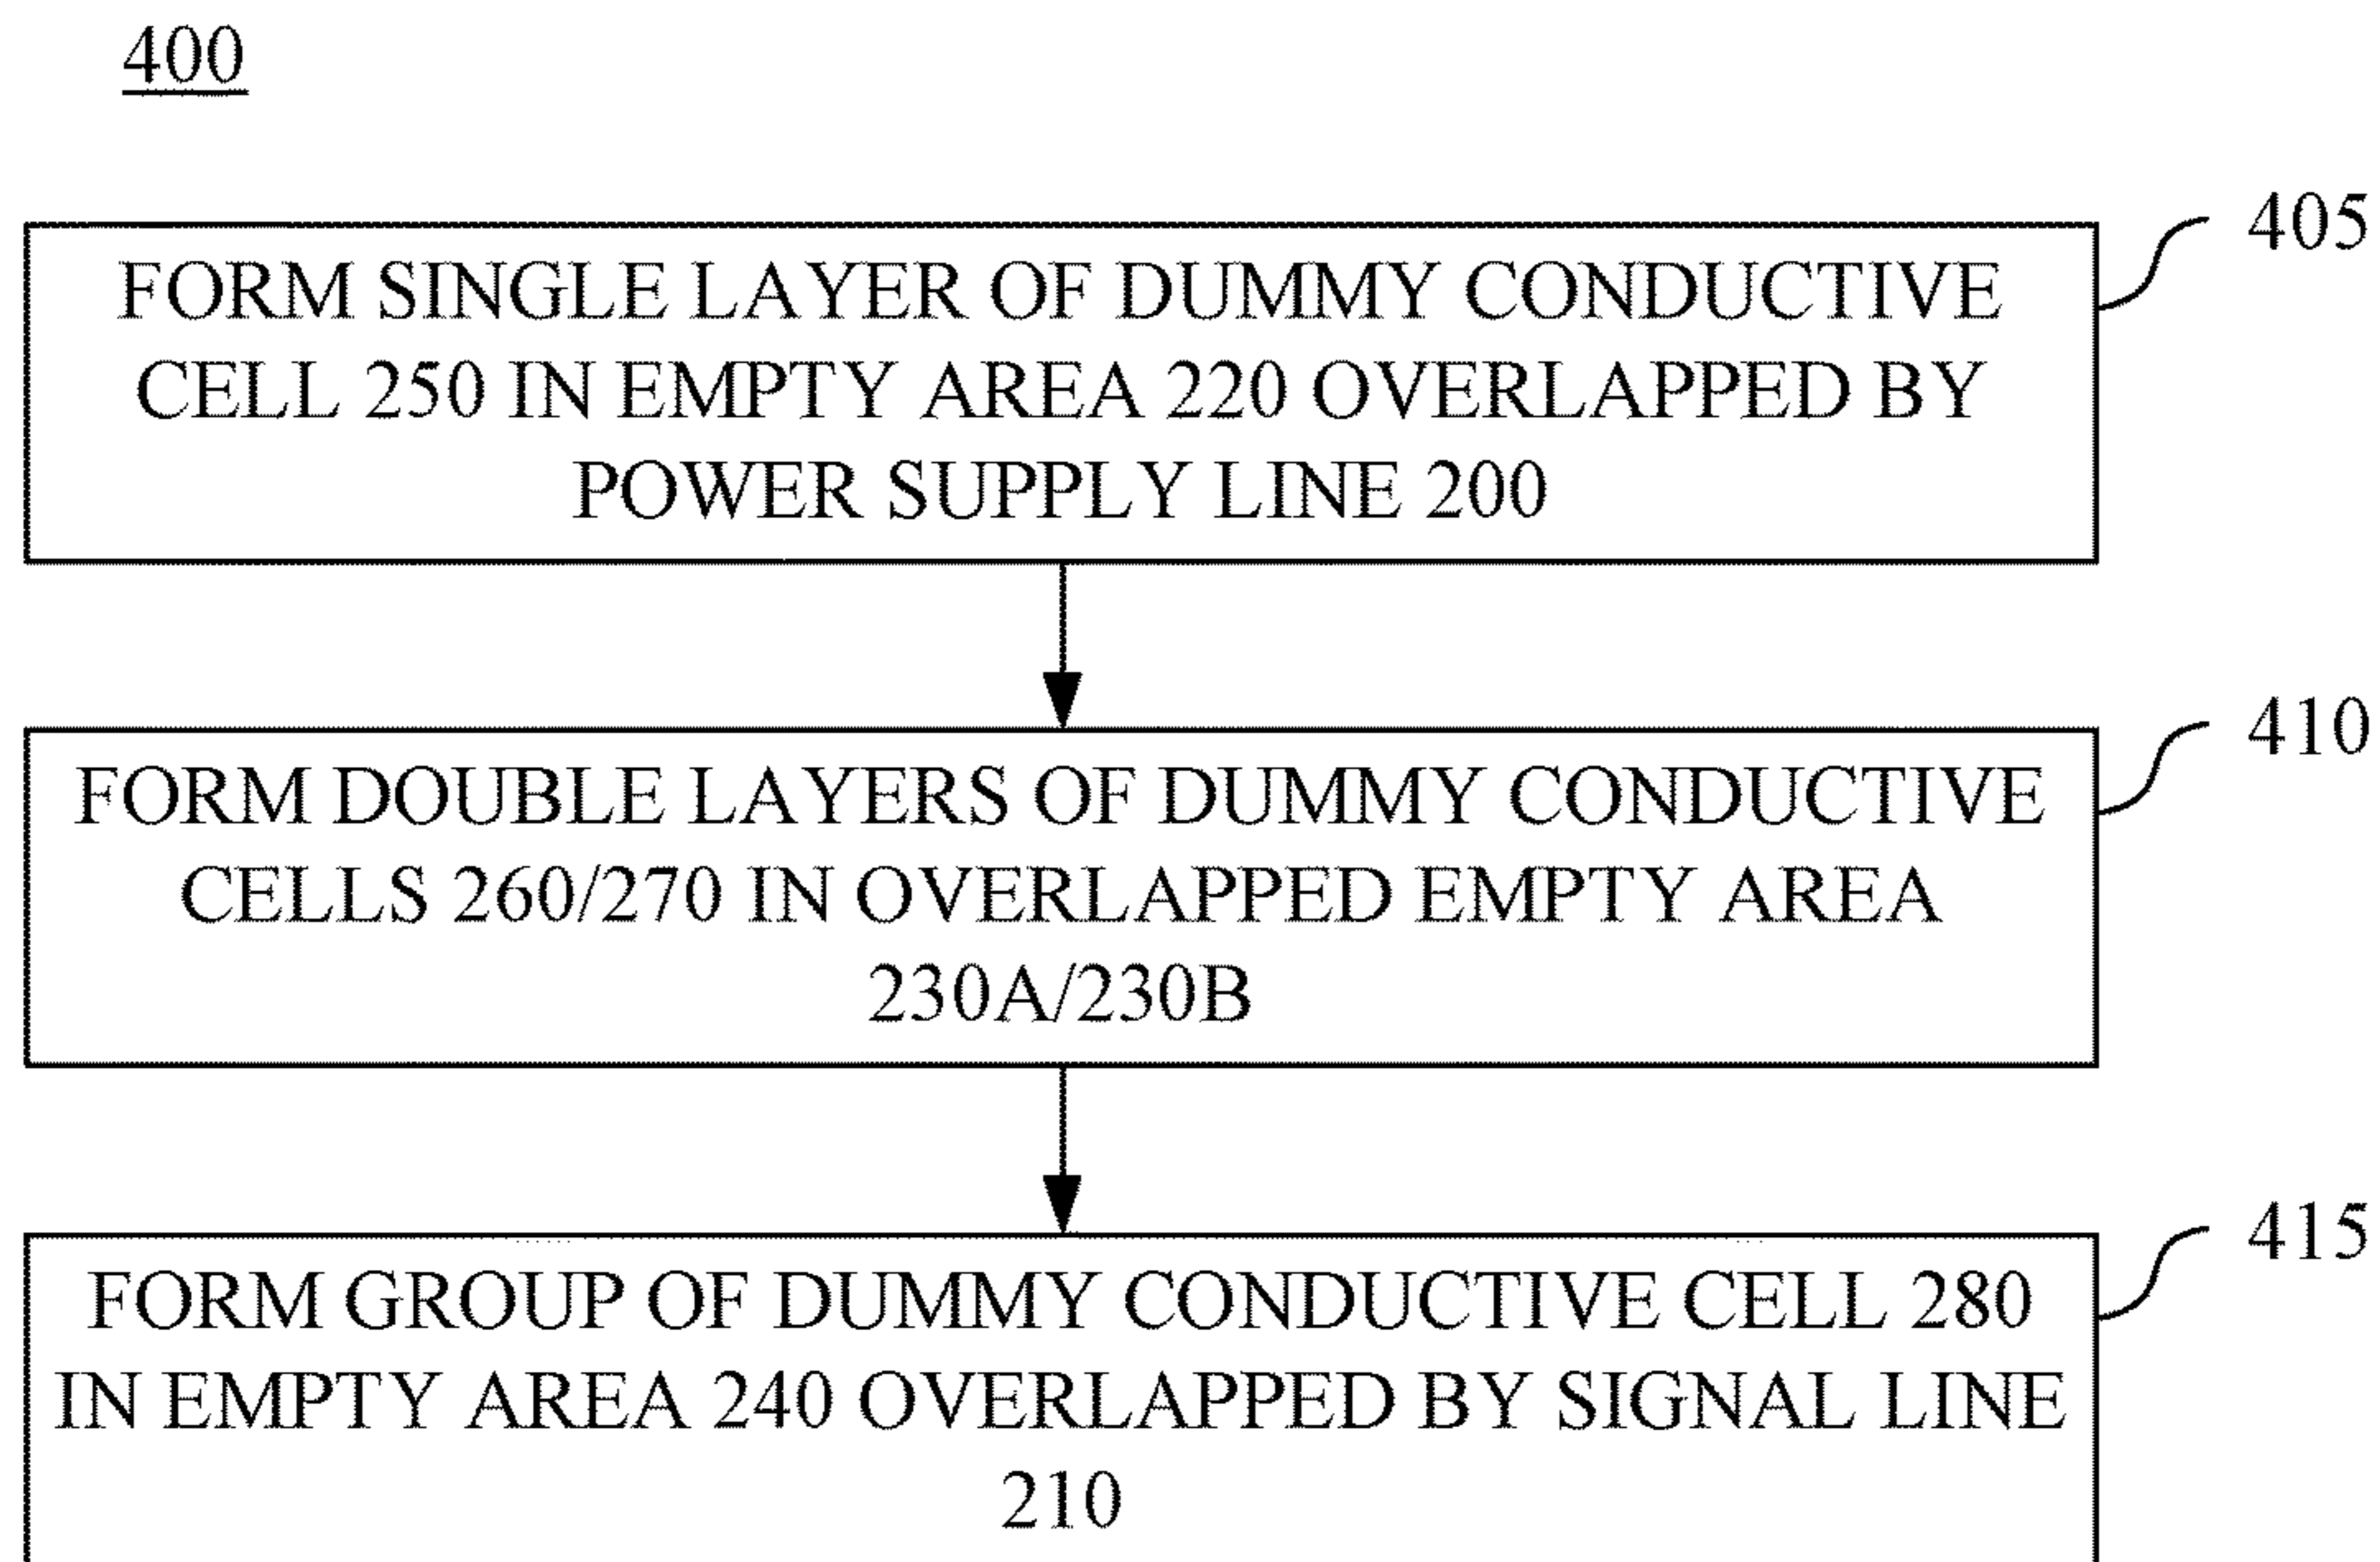 400
405
FORM SINGLE LAYER OF DUMMY CONDUCTIVE
CELL 250 IN EMPTY AREA 220 OVERLAPPED BY
POWER SUPPLY LINE 200
410
FORM DOUBLE LAYERS OF DUMMY CONDUCTIVE
CELLS 260/270 IN OVERLAPPED EMPTY AREA
230A/230B
415
FORM GROUP OF DUMMY CONDUCTIVE CELL 280
IN EMPTY AREA 240 OVERLAPPED BY SIGNAL LINE
210